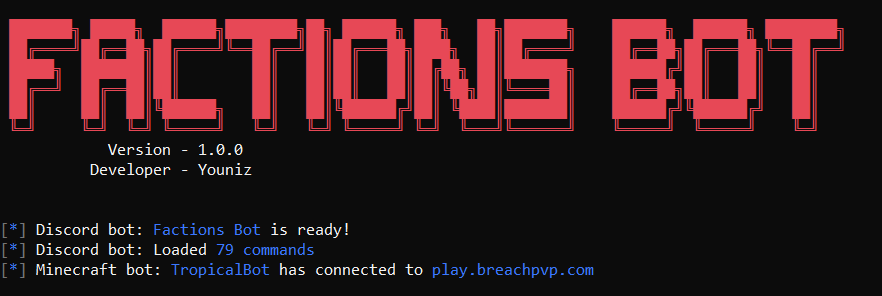 FACTIONS BOT
Version - 1.0.0
Developer - Youniz
[*] Discord bot: Factions Bot is ready!
[*] Discord bot: Loaded 79 commands
[*] Minecraft bot: TropicalBot has connected to play.breachpvp.com